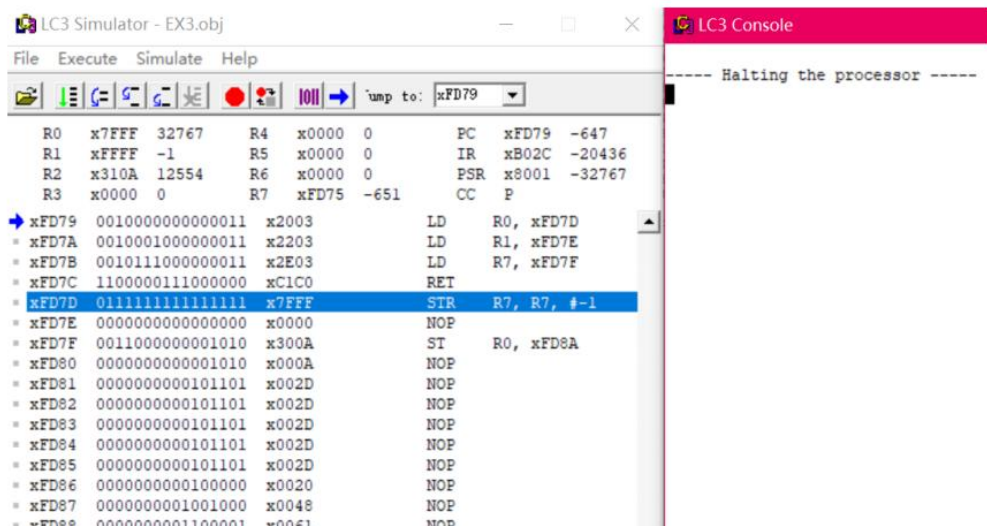 LC3 Simulator - EX3.obj
File Execute Simulate Help
Jump to: xFD79
R0 x7FFF 32767 R4 x0000 0 PC xFD79 -647
R1 xFFFF -1 R5 x0000 0 IR xB02C -20436
R2 x310A 12554 R6 x0000 0 PSR x8001 -32767
R3 x0000 0 R7 xFD75 -651 CC P
xFD79 0010000000000011 x2003 LD R0, xFD7D
xFD7A 0010001000000011 x2203 LD R1, xFD7E
xFD7B 0010111000000011 x2E03 LD R7, xFD7F
xFD7C 1100000111000000 xC1C0 RET
xFD7D 0111111111111111 x7FFF STR R7, R7, #-1
xFD7E 0000000000000000 x0000 NOP
xFD7F 0011000000001010 x300A ST R0, xFD8A
xFD80 0000000000001010 x000A NOP
xFD81 0000000000101101 x002D NOP
xFD82 0000000000101101 x002D NOP
xFD83 0000000000101101 x002D NOP
xFD84 0000000000101101 x002D NOP
xFD85 0000000000101101 x002D NOP
xFD86 0000000000100000 x0020 NOP
xFD87 0000000001001000 x0048 NOP
xFD88 0000000001100001 x0061 NOP
LC3 Console
----- Halting the processor -----